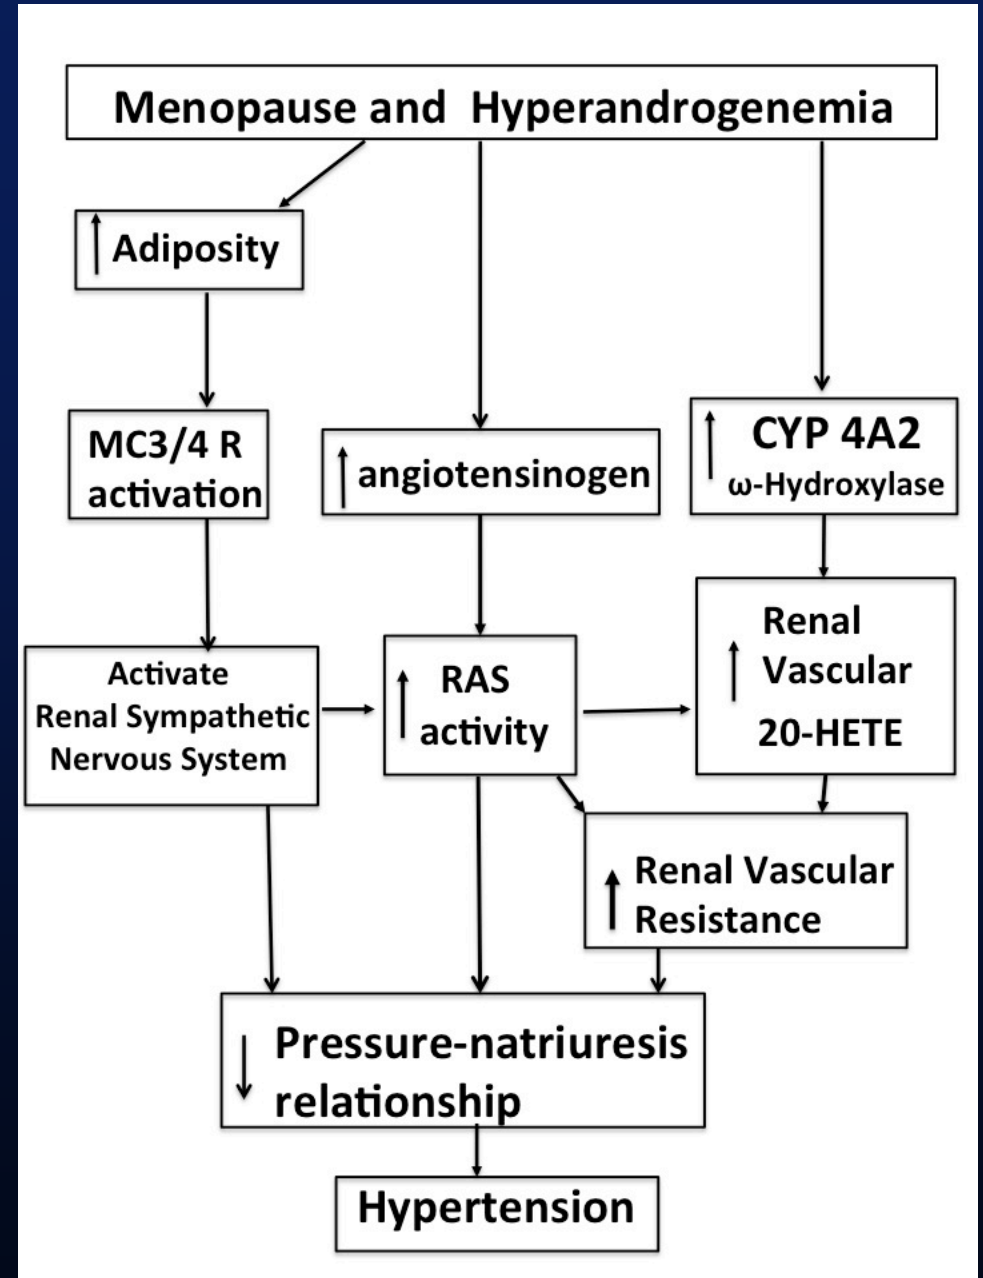 Menopause and Hyperandrogenemia
Adiposity
MC3/4 R
activation
angiotensinogen
CYP 4A2
ω-Hydroxylase
Activate
Renal Sympathetic
Nervous System
RAS
activity
Renal
Vascular
20-HETE
Renal Vascular
Resistance
Pressure-natriuresis
relationship
Hypertension